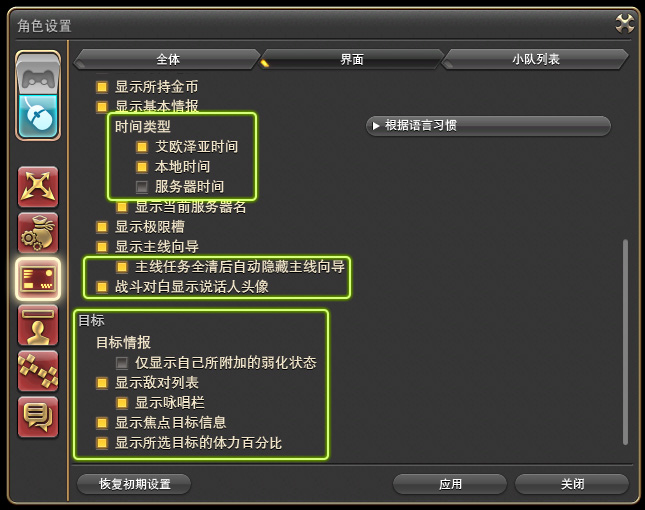 角色设置
全体
界面
小队列表
显示所持金币
显示基本情报
时间类型
根据语言习惯
艾欧泽亚时间
本地时间
服务器时间
显示当前服务器名
显示极限槽
显示主线向导
主线任务全清后自动隐藏主线向导
战斗对白显示说话人头像
目标
目标情报
仅显示自己所附加的弱化状态
显示敌对列表
显示咏唱栏
显示焦点目标信息
显示所选目标的体力百分比
恢复初期设置
应用
关闭